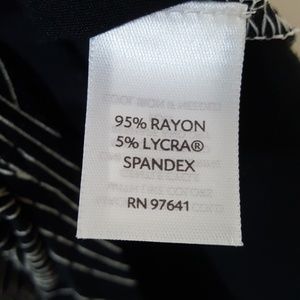 95% RAYON
5% LYCRA®
SPANDEX
RN 97641